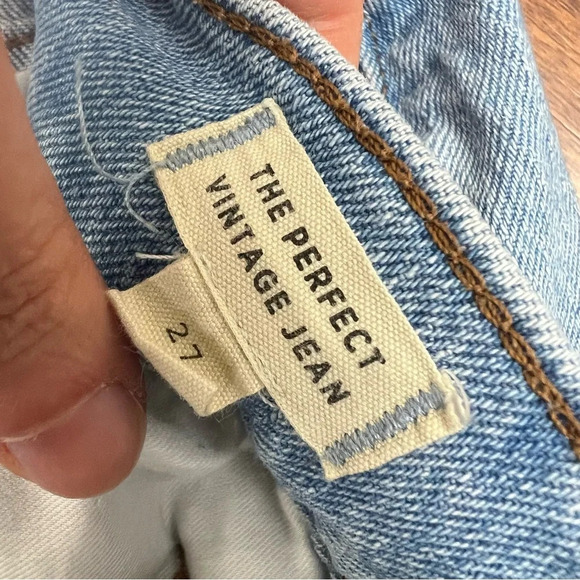 THE PERFECT
VINTAGE JEAN
27